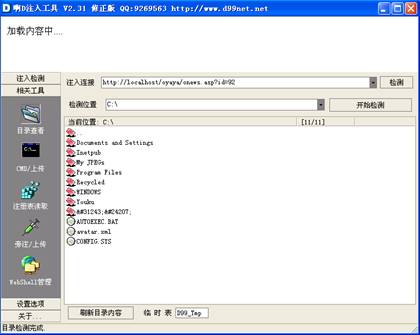 啊D注入工具 V2.31 修正版 QQ:9269563 http://www.d99net.net
加载内容中....
注入检测
相关工具
目录查看
CMD/上传
注册表读取
旁注/上传
WebShell管理
设置选项
关于...
注入连接 http://localhost/oyaya/onews.asp?id=92 检测
检测位置 C:\ 开始检测
当前位置: C:\ [11/11]
..
Documents and Settings
Inetpub
My JPEGs
Program Files
Recycled
WINDOWS
Youku
&#31243;&#24207;
AUTOEXEC.BAT
avatar.xml
CONFIG.SYS
刷新目录内容 临 时 表 D99_Tmp
目录检测完成